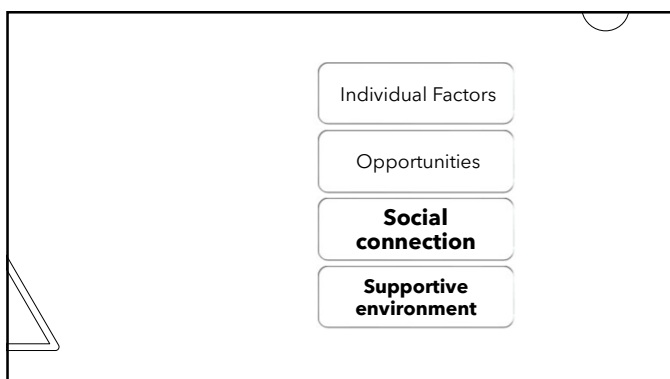 Individual Factors
Opportunities
Social
connection
Supportive
environment